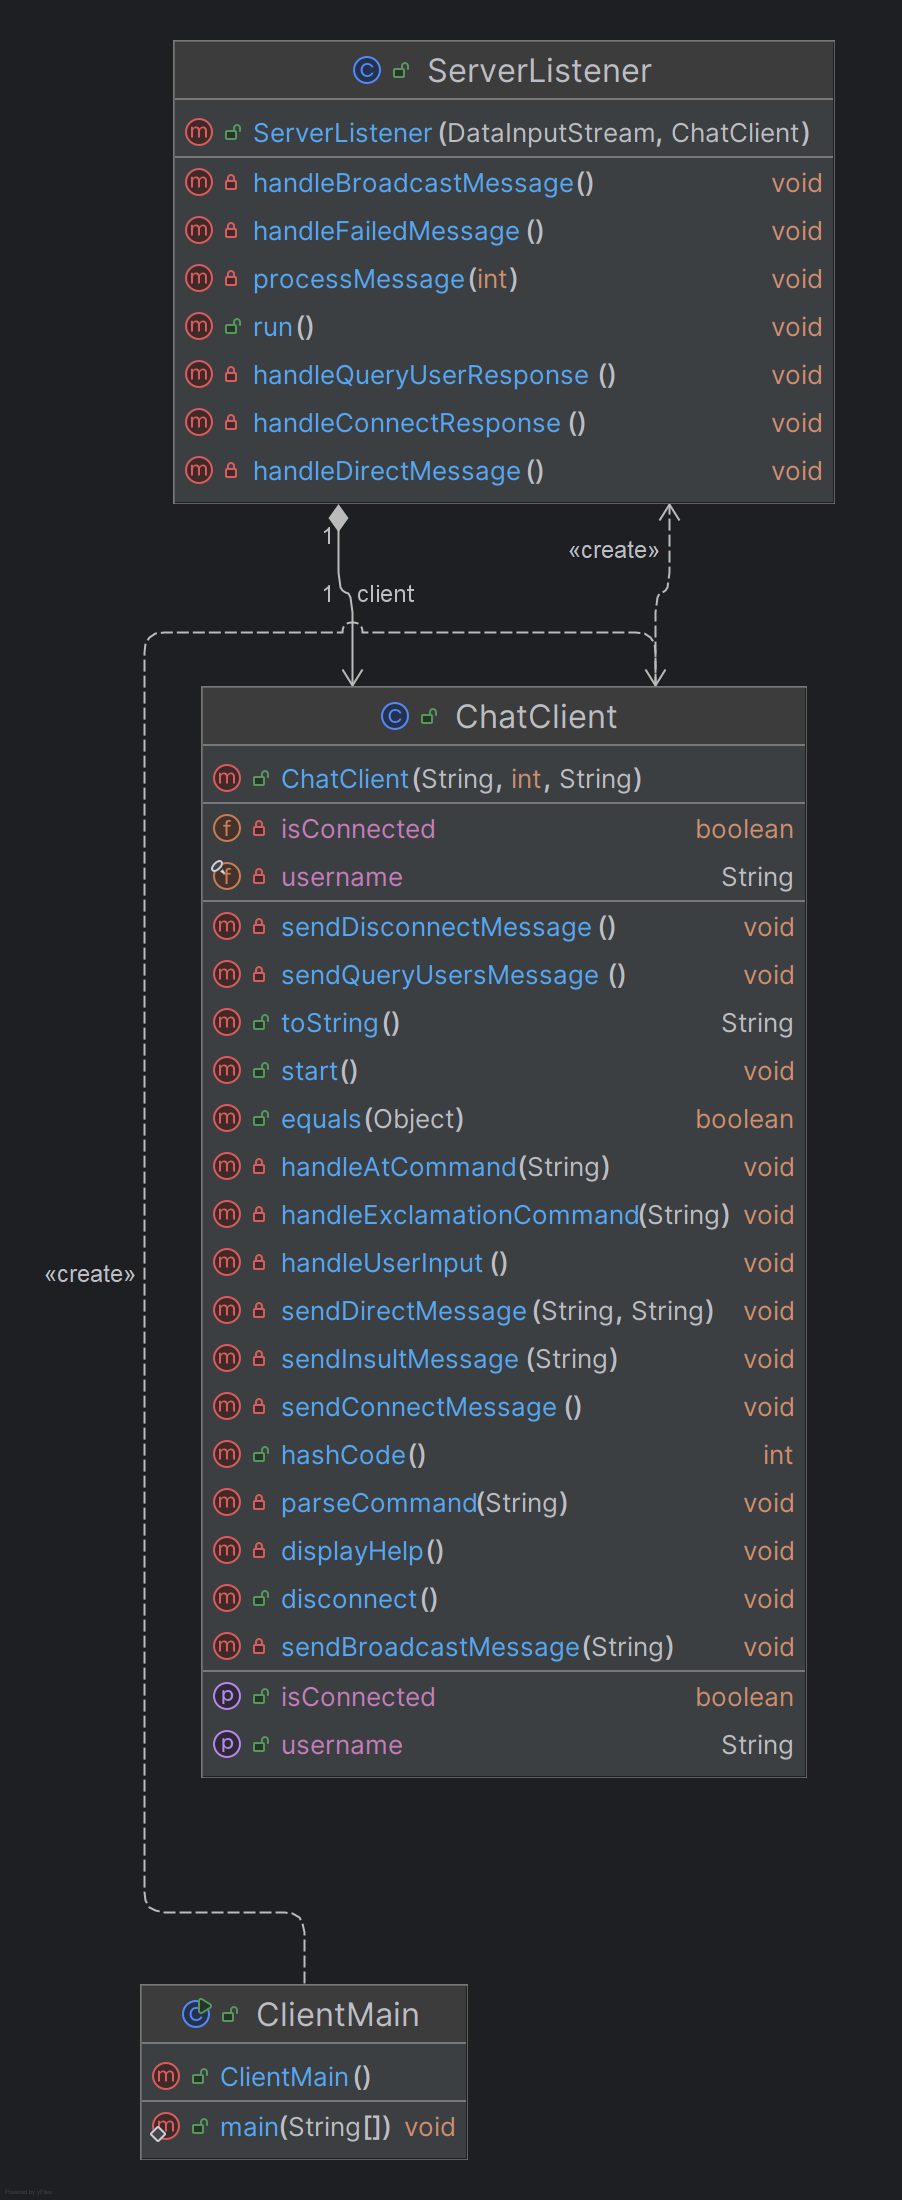 ServerListener
ServerListener(DataInputStream, ChatClient)
handleBroadcastMessage() void
handleFailedMessage () void
processMessage(int) void
run() void
handleQueryUserResponse () void
handleConnectResponse () void
handleDirectMessage () void
1
«create»
1 client
ChatClient
ChatClient(String, int, String)
isConnected boolean
username String
sendDisconnectMessage () void
sendQueryUsersMessage () void
toString() String
start() void
equals(Object) boolean
handleAtCommand(String) void
handleExclamationCommand(String) void
handleUserInput () void
«create»
sendDirectMessage (String, String) void
sendInsultMessage (String) void
sendConnectMessage () void
hashCode() int
parseCommand(String) void
displayHelp() void
disconnect() void
sendBroadcastMessage(String) void
isConnected boolean
username String
ClientMain
ClientMain()
main(String[]) void
Powered by yFiles